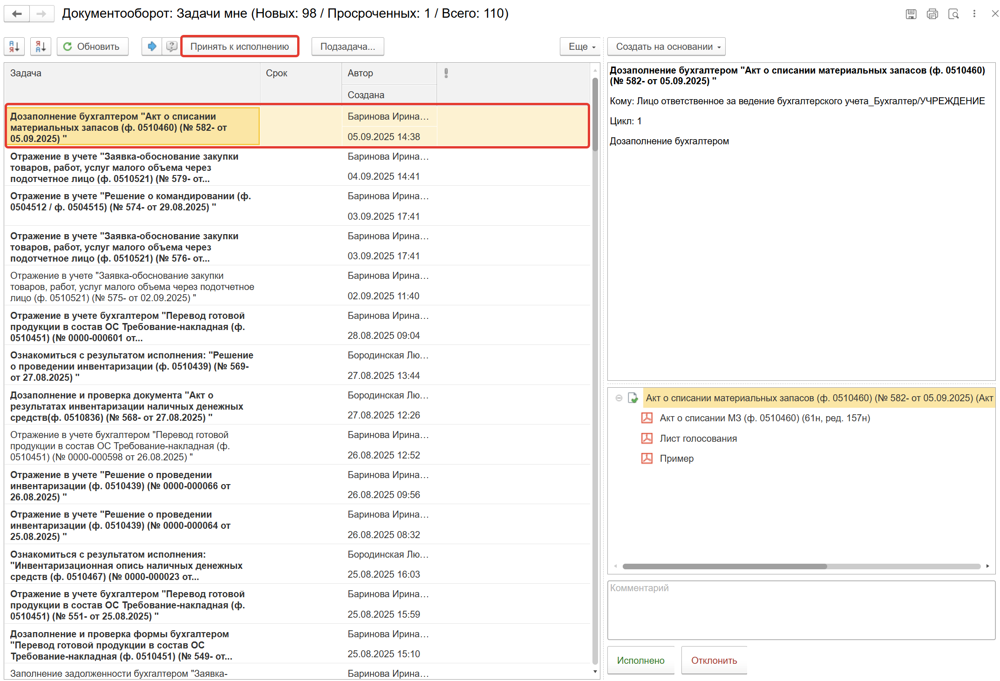 Документооборот: Задачи мне (Новых: 98 / Просроченных: 1 / Всего: 110)
Обновить
Принять к исполнению
Подзадача...
Еще
Создать на основании
Задача
Срок
Автор
Создана
Дозаполнение бухгалтером "Акт о списании
материальных запасов (ф. 0510460) (№ 582- от
05.09.2025) "
Баринова Ирина...
05.09.2025 14:38
Отражение в учете "Заявка-обоснование закупки
товаров, работ, услуг малого объема через
подотчетное лицо (ф. 0510521) (№ 579- от...
Баринова Ирина...
04.09.2025 14:41
Отражение в учете "Решение о командировании (ф.
0504512 / ф. 0504515) (№ 574- от 29.08.2025) "
Баринова Ирина...
03.09.2025 17:41
Отражение в учете "Заявка-обоснование закупки
товаров, работ, услуг малого объема через
подотчетное лицо (ф. 0510521) (№ 576- от...
Баринова Ирина...
03.09.2025 17:41
Отражение в учете "Заявка-обоснование закупки
товаров, работ, услуг малого объема через подотчетное
лицо (ф. 0510521) (№ 575- от 02.09.2025) "
Баринова Ирина...
02.09.2025 11:40
Отражение в учете бухгалтером "Перевод готовой
продукции в состав ОС Требование-накладная (ф.
0510451) (№ 0000-000601 от...
Баринова Ирина...
28.08.2025 09:04
Ознакомиться с результатом исполнения: "Решение
о проведении инвентаризации (ф. 0510439) (№ 569-
от 27.08.2025) "
Бородинская Лю...
27.08.2025 13:44
Дозаполнение и проверка документа "Акт о
результатах инвентаризации наличных денежных
средств(ф. 0510836) (№ 568- от 27.08.2025) "
Бородинская Лю...
27.08.2025 12:26
Отражение в учете бухгалтером "Перевод готовой
продукции в состав ОС Требование-накладная (ф.
0510451) (№ 0000-000598 от 26.08.2025) "
Баринова Ирина...
26.08.2025 12:52
Отражение в учете "Решение о проведении
инвентаризации (ф. 0510439) (№ 0000-000066 от
26.08.2025) "
Баринова Ирина...
26.08.2025 09:56
Отражение в учете "Решение о проведении
инвентаризации (ф. 0510439) (№ 0000-000064 от
25.08.2025) "
Баринова Ирина...
26.08.2025 08:32
Ознакомиться с результатом исполнения:
"Инвентаризационная опись наличных денежных
средств (ф. 0510467) (№ 0000-000023 от...
Бородинская Лю...
25.08.2025 16:03
Отражение в учете бухгалтером "Перевод готовой
продукции в состав ОС Требование-накладная (ф.
0510451) (№ 551- от 25.08.2025) "
Баринова Ирина...
25.08.2025 15:59
Дозаполнение и проверка формы бухгалтером
"Перевод готовой продукции в состав ОС
Требование-накладная (ф. 0510451) (№ 549- от...
Баринова Ирина...
25.08.2025 15:10
Заполнение задолженности бухгалтером "Заявка-
Баринова Ирина...
Дозаполнение бухгалтером "Акт о списании материальных запасов (ф. 0510460)
(№ 582- от 05.09.2025) "
Кому: Лицо ответственное за ведение бухгалтерского учета_Бухгалтер/УЧРЕЖДЕНИЕ
Цикл: 1
Дозаполнение бухгалтером
Акт о списании материальных запасов (ф. 0510460) (№ 582- от 05.09.2025) (Акт
Акт о списании МЗ (ф. 0510460) (61н, ред. 157н)
Лист голосования
Пример
Комментарий
Исполнено
Отклонить